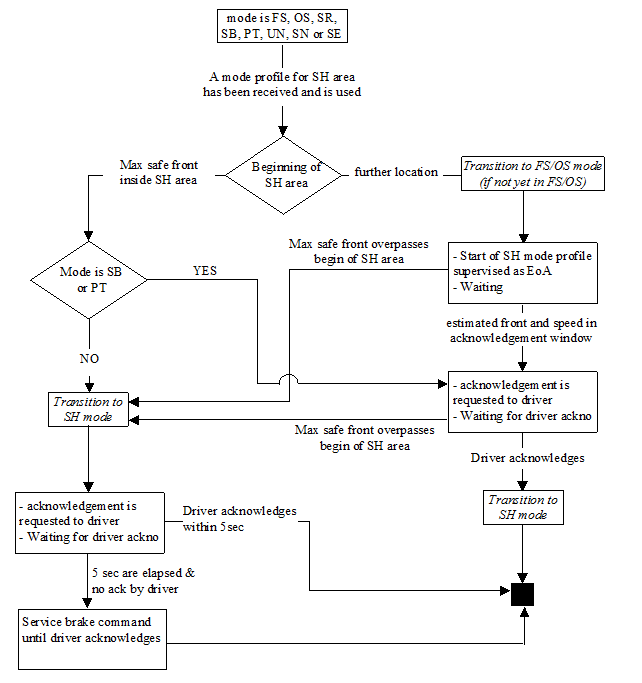 mode is FS, OS, SR,
SB, PT, UN, SN or SE
A mode profile for SH area
has been received and is used
Max safe front
inside SH area
Beginning of
SH area
further location
Transition to FS/OS mode
(if not yet in FS/OS)
Max safe front overpasses
begin of SH area
- Start of SH mode profile
supervised as EoA
- Waiting
Mode is SB
or PT
YES
NO
estimated front and speed in
acknowledgement window
Transition to
SH mode
- acknowledgement is
requested to driver
- Waiting for driver ackno
Max safe front overpasses
begin of SH area
Driver acknowledges
Transition to
SH mode
- acknowledgement is
requested to driver
- Waiting for driver ackno
Driver acknowledges
within 5sec
5 sec are elapsed &
no ack by driver
Service brake command
until driver acknowledges